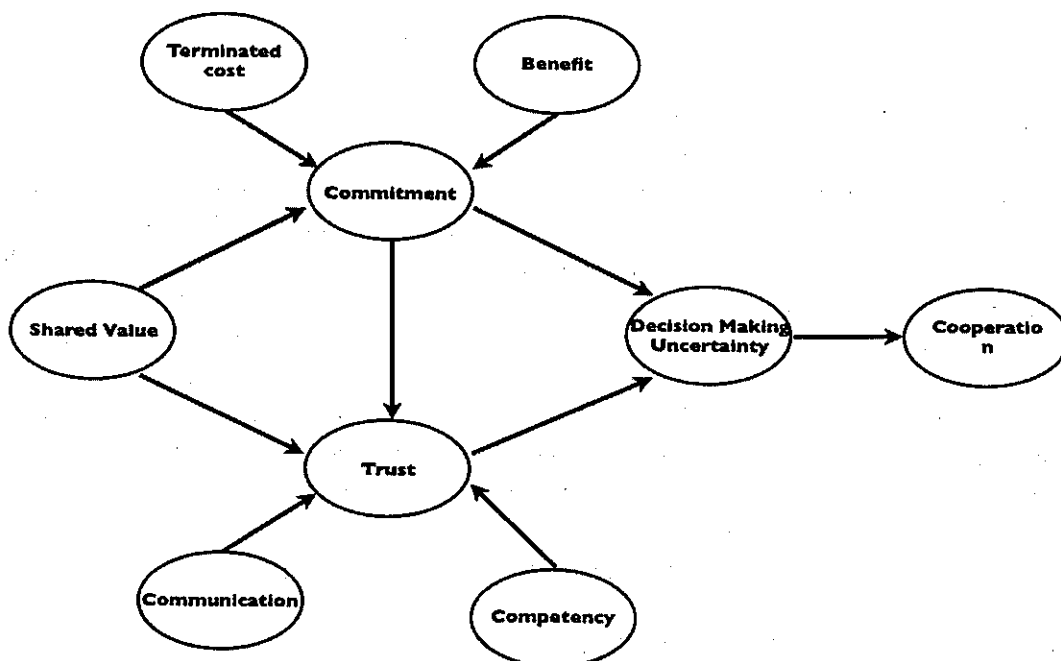 Terminated
cost
Benefit
Commitment
Shared Value
Decision Making
Uncertainty
Cooperatio
n
Trust
Communication
Competency